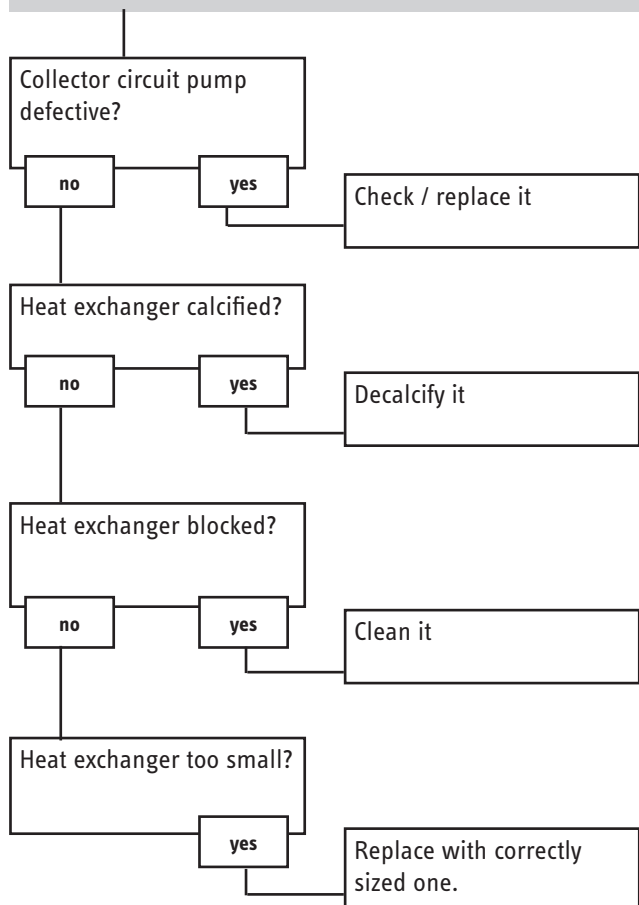 Collector circuit pump
defective?
no
yes
Check / replace it
Heat exchanger calcified?
no
yes
Decalcify it
Heat exchanger blocked?
no
yes
Clean it
Heat exchanger too small?
yes
Replace with correctly
sized one.